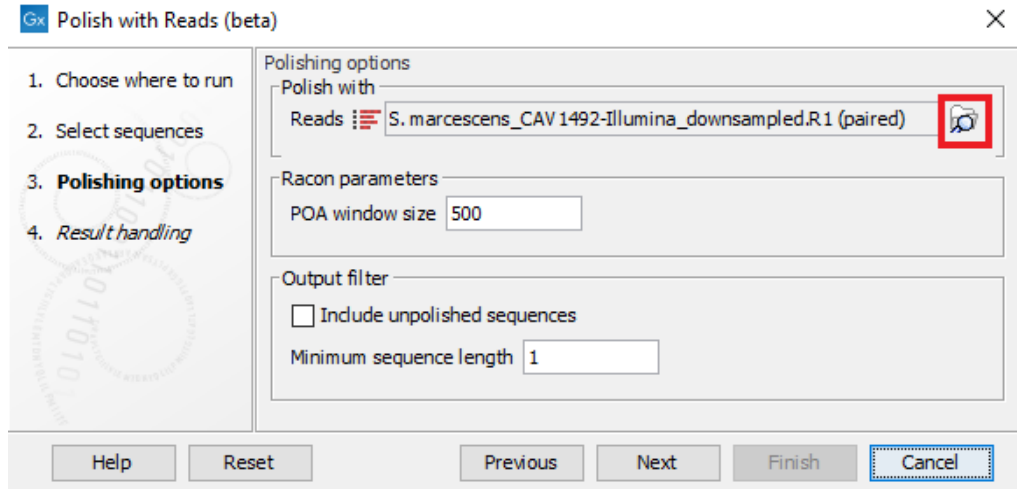 Gx Polish with Reads (beta)
1. Choose where to run
2. Select sequences
3. Polishing options
4. Result handling
Polishing options
Polish with
Reads S. marcescens_CAV1492-Illumina_downsampled.R1 (paired)
Racon parameters
POA window size 500
Output filter
Include unpolished sequences
Minimum sequence length 1
Help Reset Previous Next Finish Cancel